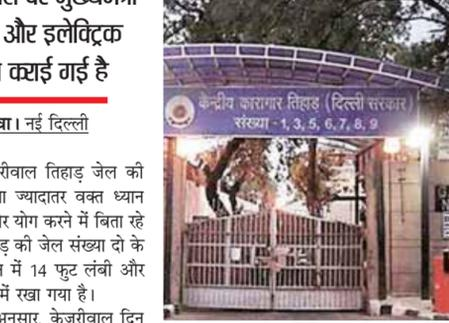 और इलेक्ट्रिक
कराई गई है
नई दिल्ली
तिहाड़ जेल की
ज्यादातर वक्त ध्यान
योग करने में बिता रहे
की जेल संख्या दो के
में 14 फुट लंबी और
में रखा गया है।
केजरीवाल दिन
केन्द्रीय कारागार तिहाड़ (दिल्ली सरकार)
संख्या - 1, 3, 5, 6, 7, 8, 9